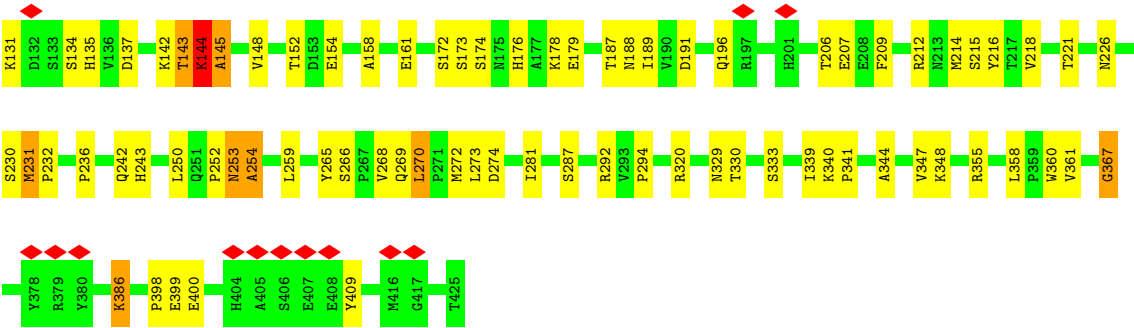 K131 D132 S133 S134 H135 V136 D137 K142 T143 K144 A145 V148 T152 D153 E154 A158 E161 S172 S173 S174 N175 H176 A177 K178 E179 T187 N188 I189 V190 D191 Q196 R197 H201 T206 E207 E208 F209 R212 N213 M214 S215 Y216 T217 V218 T221 N226
S230 M231 P232 P236 Q242 H243 L250 Q251 P252 N253 A254 L259 Y265 S266 P267 V268 Q269 L270 P271 M272 L273 D274 I281 S287 R292 V293 P294 R320 N329 T330 S333 I339 K340 P341 A344 V347 K348 R355 L358 P359 W360 V361 G367
Y378 R379 Y380 K386 P398 E399 E400 H404 A405 S406 E407 E408 Y409 M416 G417 T425